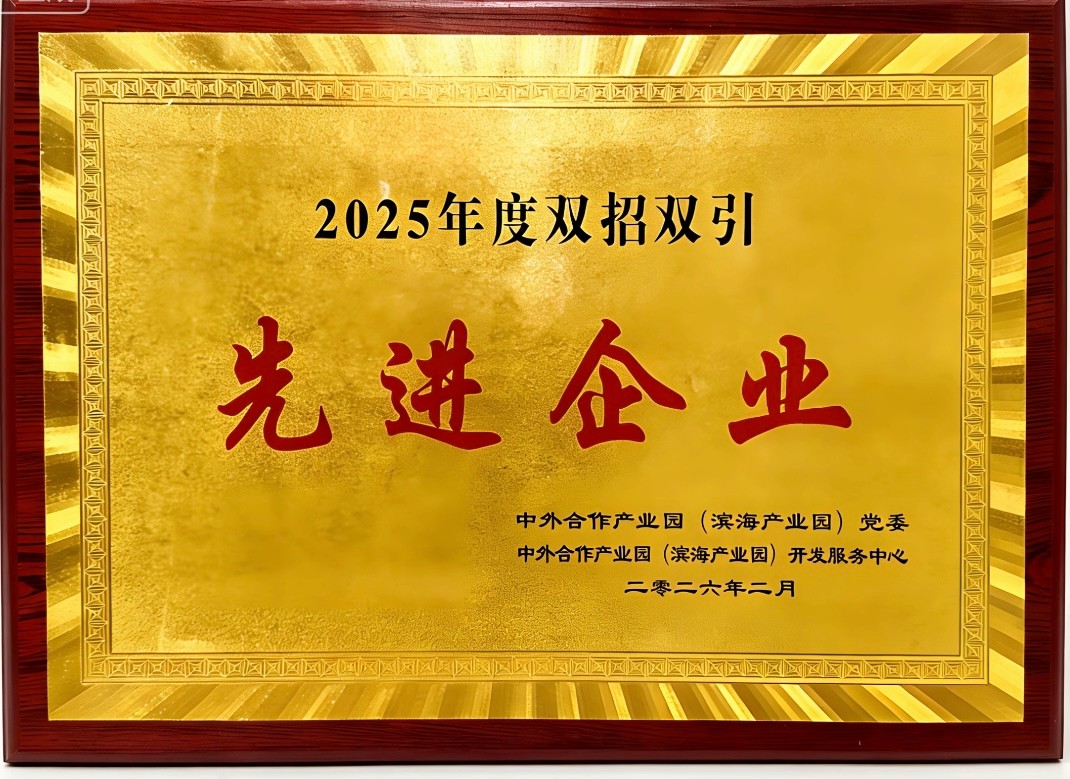 2025年度双招双引
先进企业
中外合作产业园（滨海产业园）党委
中外合作产业园（滨海产业园）开发服务中心
二零二六年二月